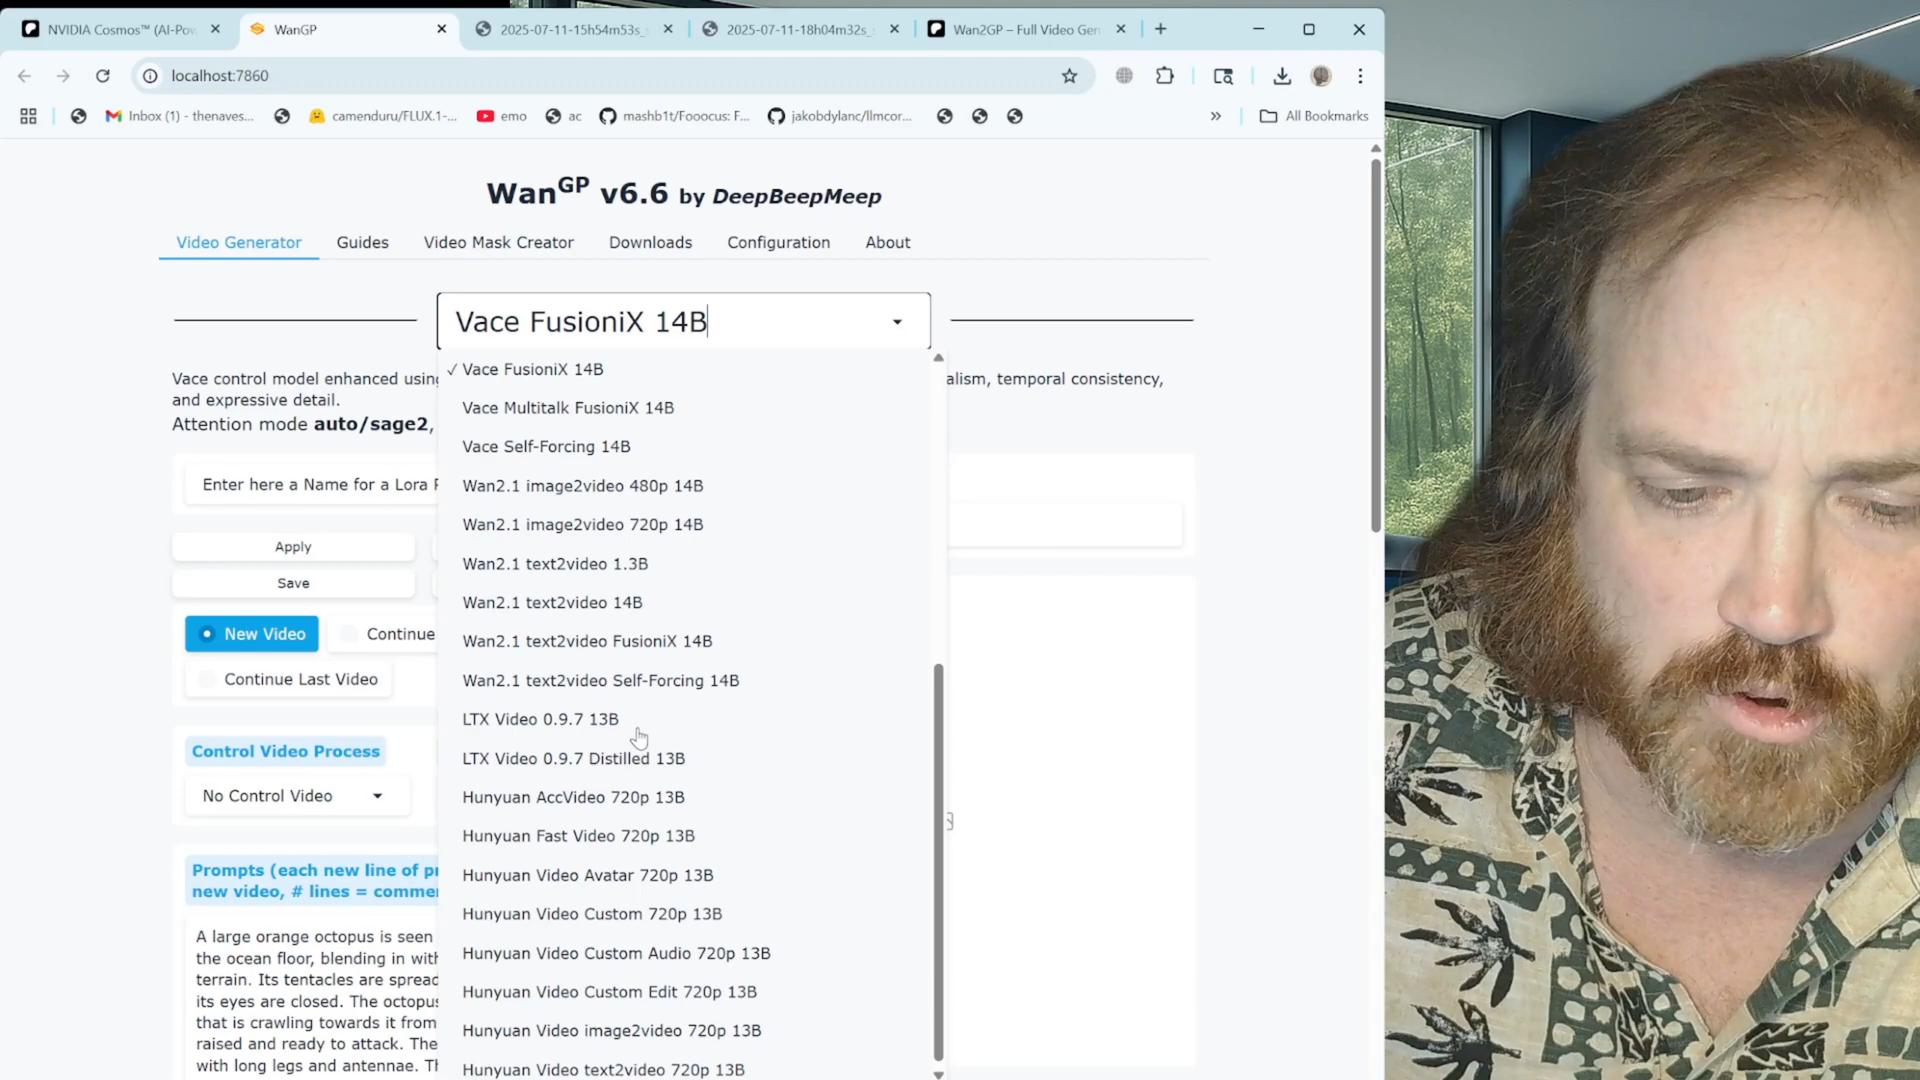 NVIDIA Cosmos™ (AI-Pow
WanGP
2025-07-11-15h54m53s_
2025-07-11-18h04m32s_
Wan2GP – Full Video Gen
localhost:7860
Inbox (1) - thenaves...
camenduru/FLUX.1-...
emo
ac
mashb1t/Fooocus: F...
jakobdylanc/llmcor...
»
All Bookmarks
WanGP v6.6 by DeepBeepMeep
Video Generator
Guides
Video Mask Creator
Downloads
Configuration
About
Vace FusioniX 14B
Vace control model enhanced using
alism, temporal consistency,
and expressive detail.
Attention mode auto/sage2,
Enter here a Name for a Lora
Apply
Save
New Video
Continue
Continue Last Video
Control Video Process
No Control Video
Prompts (each new line of
new video, # lines =
A large orange octopus is seen
the ocean floor, blending in
terrain. Its tentacles are
its eyes are closed. The
that is crawling towards it from
raised and ready to attack. The
with long legs and antennae.
✓ Vace FusioniX 14B
Vace Multitalk FusioniX 14B
Vace Self-Forcing 14B
Wan2.1 image2video 480p 14B
Wan2.1 image2video 720p 14B
Wan2.1 text2video 1.3B
Wan2.1 text2video 14B
Wan2.1 text2video FusioniX 14B
Wan2.1 text2video Self-Forcing 14B
LTX Video 0.9.7 13B
LTX Video 0.9.7 Distilled 13B
Hunyuan AccVideo 720p 13B
Hunyuan Fast Video 720p 13B
Hunyuan Video Avatar 720p 13B
Hunyuan Video Custom 720p 13B
Hunyuan Video Custom Audio 720p 13B
Hunyuan Video Custom Edit 720p 13B
Hunyuan Video image2video 720p 13B
Hunyuan Video text2video 720p 13B